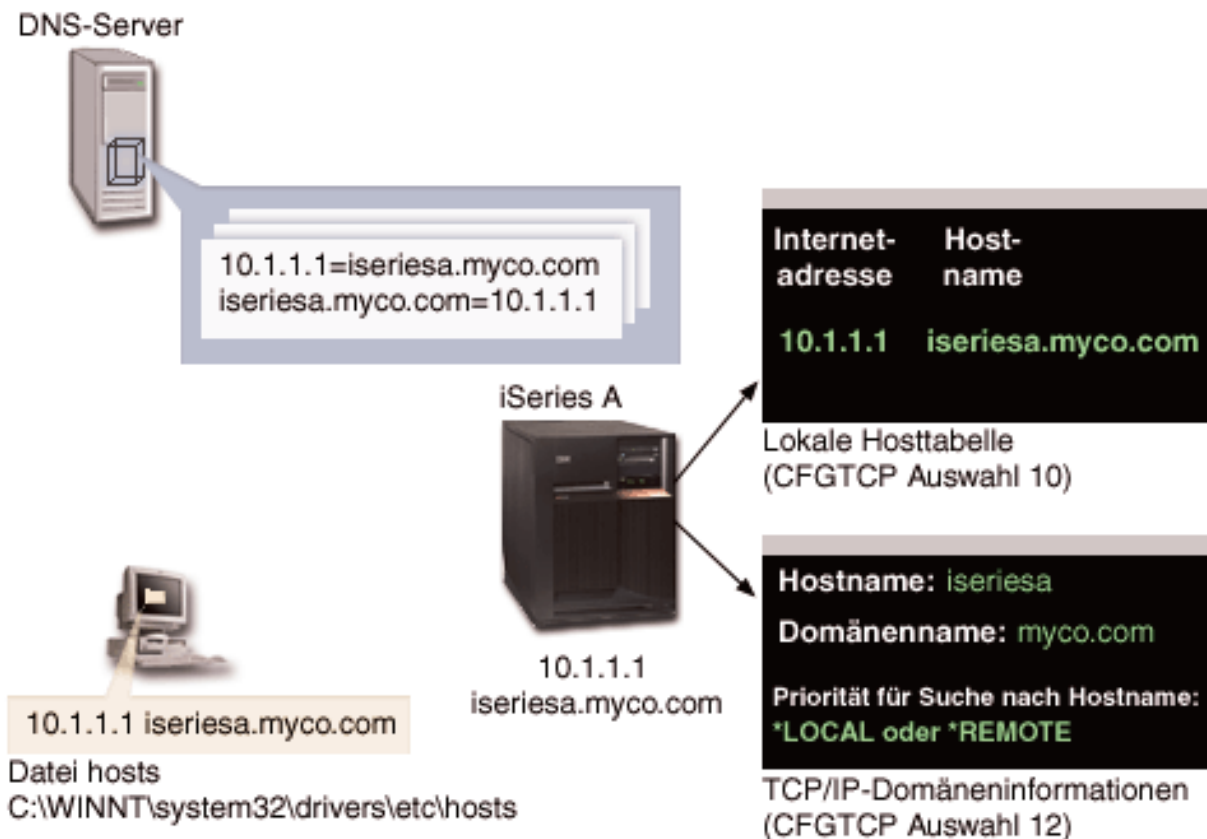 DNS-Server
10.1.1.1=iseriesa.myco.com
iseriesa.myco.com=10.1.1.1
Internet- Host-
adresse name
10.1.1.1 iseriesa.myco.com
Lokale Hosttabelle
(CFGTCP Auswahl 10)
iSeries A
10.1.1.1
iseriesa.myco.com
Hostname: iseriesa
Domänenname: myco.com
Priorität für Suche nach Hostname:
*LOCAL oder *REMOTE
TCP/IP-Domäneninformationen
(CFGTCP Auswahl 12)
10.1.1.1 iseriesa.myco.com
Datei hosts
C:\WINNT\system32\drivers\etc\hosts